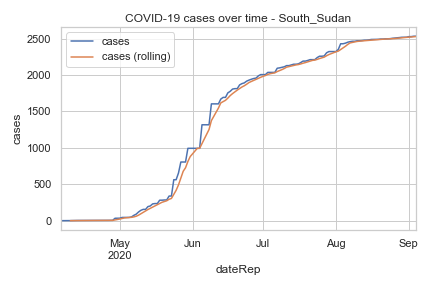 COVID-19 cases over time - South_Sudan
cases
cases (rolling)
cases
2500
2000
1500
1000
500
0
May Jun Jul Aug Sep
2020
dateRep